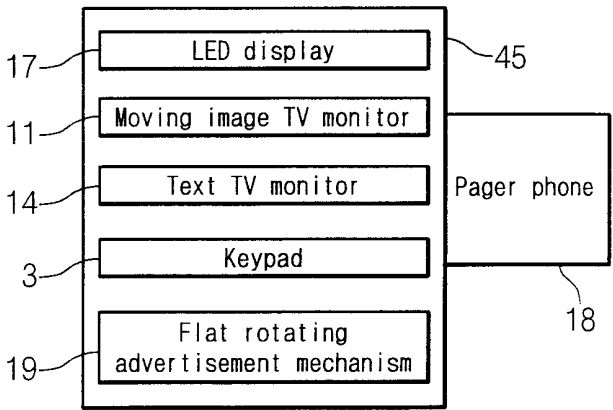 17
LED display
45
11
Moving image TV monitor
14
Text TV monitor
Pager phone
3
Keypad
18
19
Flat rotating
advertisement mechanism